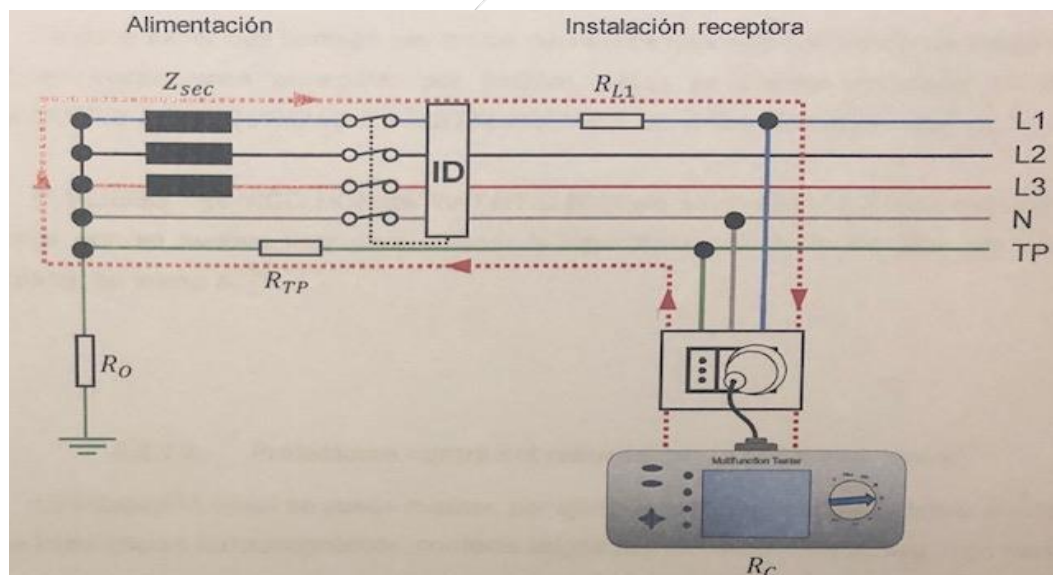 Alimentación
Instalación receptora
Z_sec
R_L1
L1
L2
ID
L3
N
TP
R_TP
R_O
Multifunction Tester
R_C